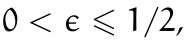 0 < ϵ ⩽ 1/2,